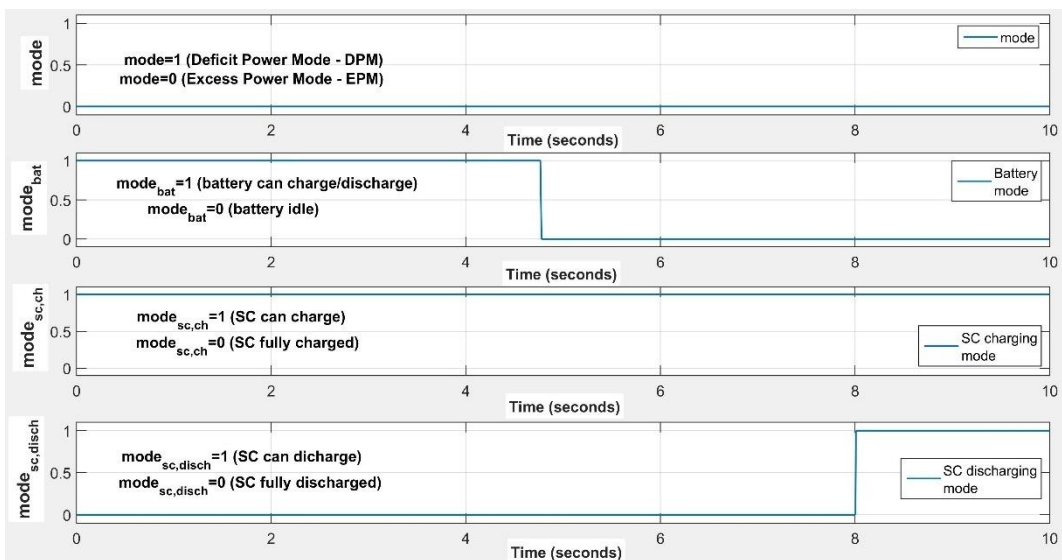 mode
1
0.5
0
mode=1 (Deficit Power Mode - DPM)
mode=0 (Excess Power Mode - EPM)
mode
0 2 4 6 8 10
Time (seconds)
mode_bat
1
0.5
0
mode_bat=1 (battery can charge/discharge)
mode_bat=0 (battery idle)
Battery
mode
0 2 4 6 8 10
Time (seconds)
mode_sc,ch
1
0.5
0
mode_sc,ch=1 (SC can charge)
mode_sc,ch=0 (SC fully charged)
SC charging
mode
0 2 4 6 8 10
Time (seconds)
mode_sc,disch
1
0.5
0
mode_sc,disch=1 (SC can dicharge)
mode_sc,disch=0 (SC fully discharged)
SC discharging
mode
0 2 4 6 8 10
Time (seconds)